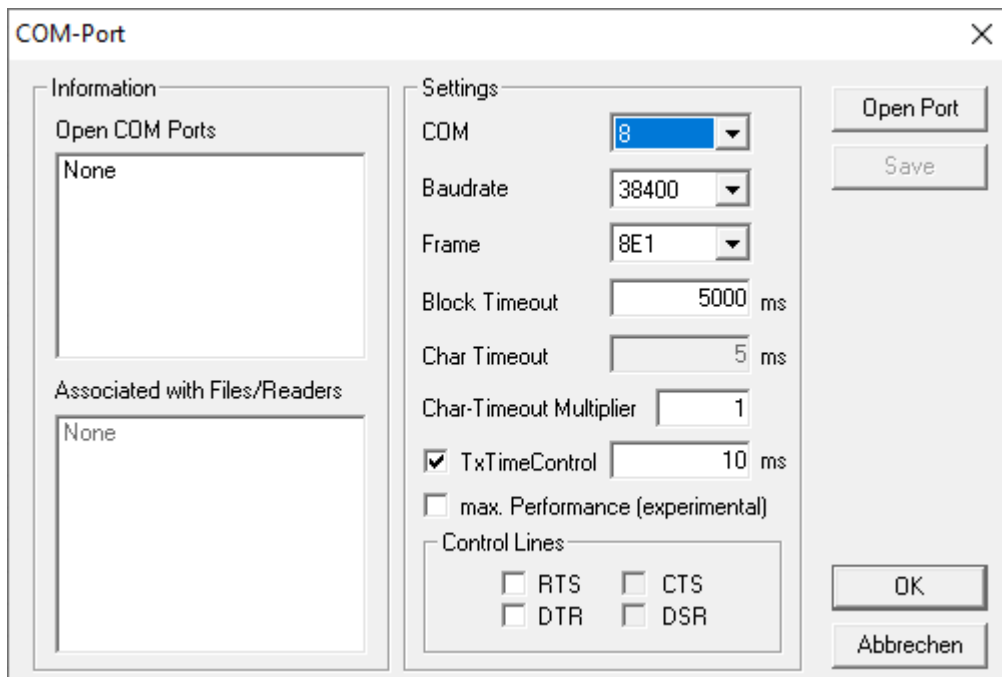 COM-Port
Information
Open COM Ports
None
Associated with Files/Readers
None
Settings
COM 8
Baudrate 38400
Frame 8E1
Block Timeout 5000 ms
Char Timeout 5 ms
Char-Timeout Multiplier 1
TxTimeControl 10 ms
max. Performance (experimental)
Control Lines
RTS CTS
DTR DSR
Open Port
Save
OK
Abbrechen